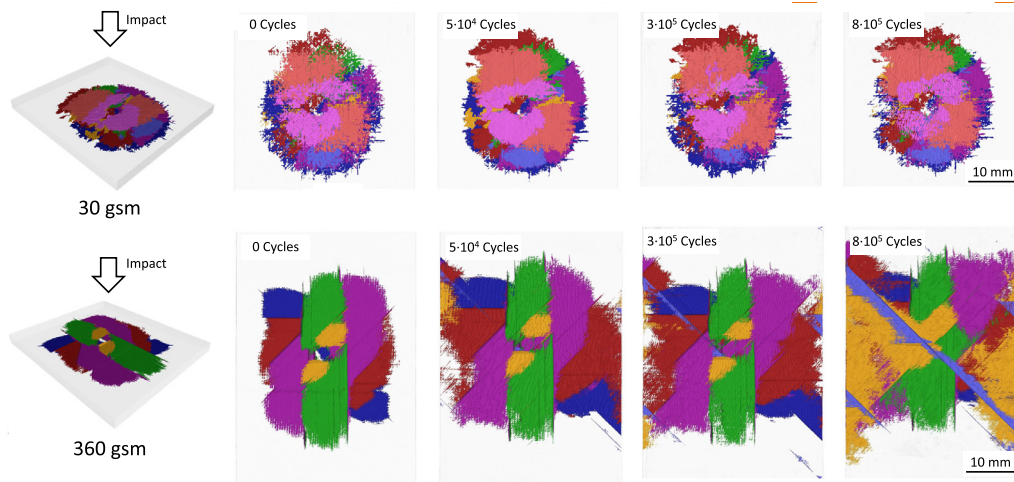 Impact
30 gsm
0 Cycles
5·10⁴ Cycles
3·10⁵ Cycles
8·10⁵ Cycles
10 mm
Impact
360 gsm
0 Cycles
5·10⁴ Cycles
3·10⁵ Cycles
8·10⁵ Cycles
10 mm